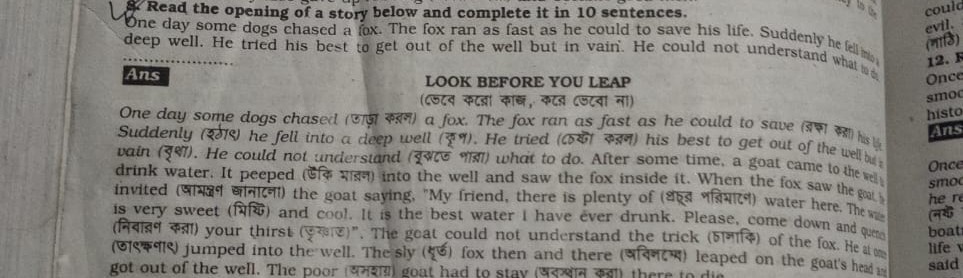 8. Read the opening of a story below and complete it in 10 sentences.
One day some dogs chased a fox. The fox ran as fast as he could to save his life. Suddenly he fell into a
deep well. He tried his best to get out of the well but in vain. He could not understand what to do
....................
Ans
LOOK BEFORE YOU LEAP
(ভেবে করো কাজ, করে ভেবো না)
One day some dogs chased (তাড়া করল) a fox. The fox ran as fast as he could to save (রক্ষা করা) his life.
Suddenly (হঠাৎ) he fell into a deep well (কূপ). He tried (চেষ্টা করল) his best to get out of the well but in
vain (বৃথা). He could not understand (বুঝতে পারা) what to do. After some time, a goat came to the well to
drink water. It peeped (উঁকি মারল) into the well and saw the fox inside it. When the fox saw the goat, he
invited (আমন্ত্রণ জানালো) the goat saying, "My friend, there is plenty of (প্রচুর পরিমাণে) water here. The water
is very sweet (মিষ্টি) and cool. It is the best water I have ever drunk. Please, come down and quench
(নিবারণ করা) your thirst (তৃষ্ণা)". The goat could not understand the trick (চালাকি) of the fox. He at once
(তৎক্ষণাৎ) jumped into the well. The sly (ধূর্ত) fox then and there (অবিলম্বে) leaped on the goat's head and
got out of the well. The poor goat had to stay (অবস্থান করা) there to die
could
evil.
(লাঠি)
12.
Once
smo
histo
Ans
Once
smo
he re
boat
life
said